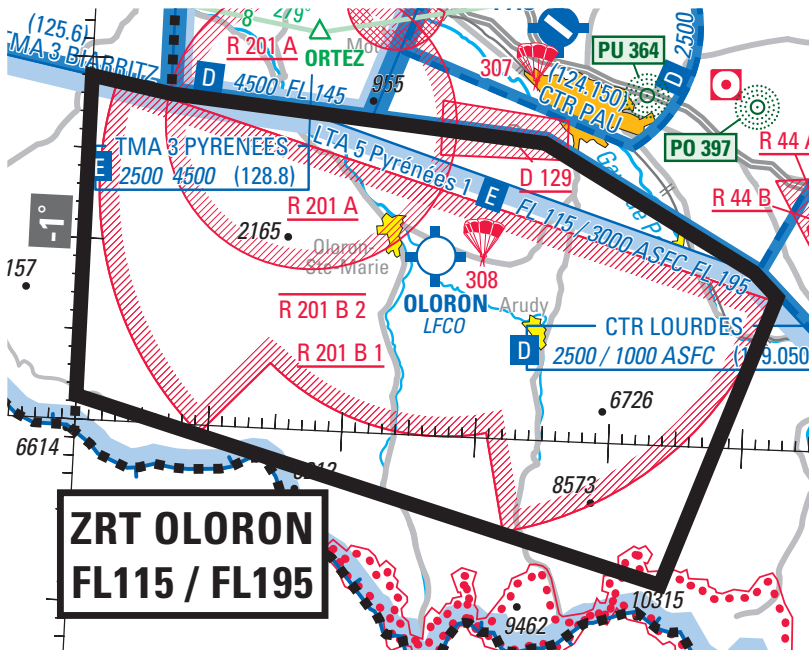 (125.6)
TMA 3 BIARRITZ
8
279°
R 201 A
ORTEZ
955
D
4500 FL 145
307
(124.150)
CTR PAU
PU 364
D
2500
PO 397
R 44 A
R 44 B
TMA 3 PYRENEES
2500 4500 (128.8)
E
LTA 5 Pyrénées 1
E
FL 115 / 3000 ASFC FL 195
D 129
-1°
R 201 A
2165
Oloron-
Ste-Marie
308
157
R 201 B 2
OLORON
LFCO
Arudy
R 201 B 1
CTR LOURDES
D
2500 / 1000 ASFC
6726
6614
8573
ZRT OLORON
FL115 / FL195
10315
9462